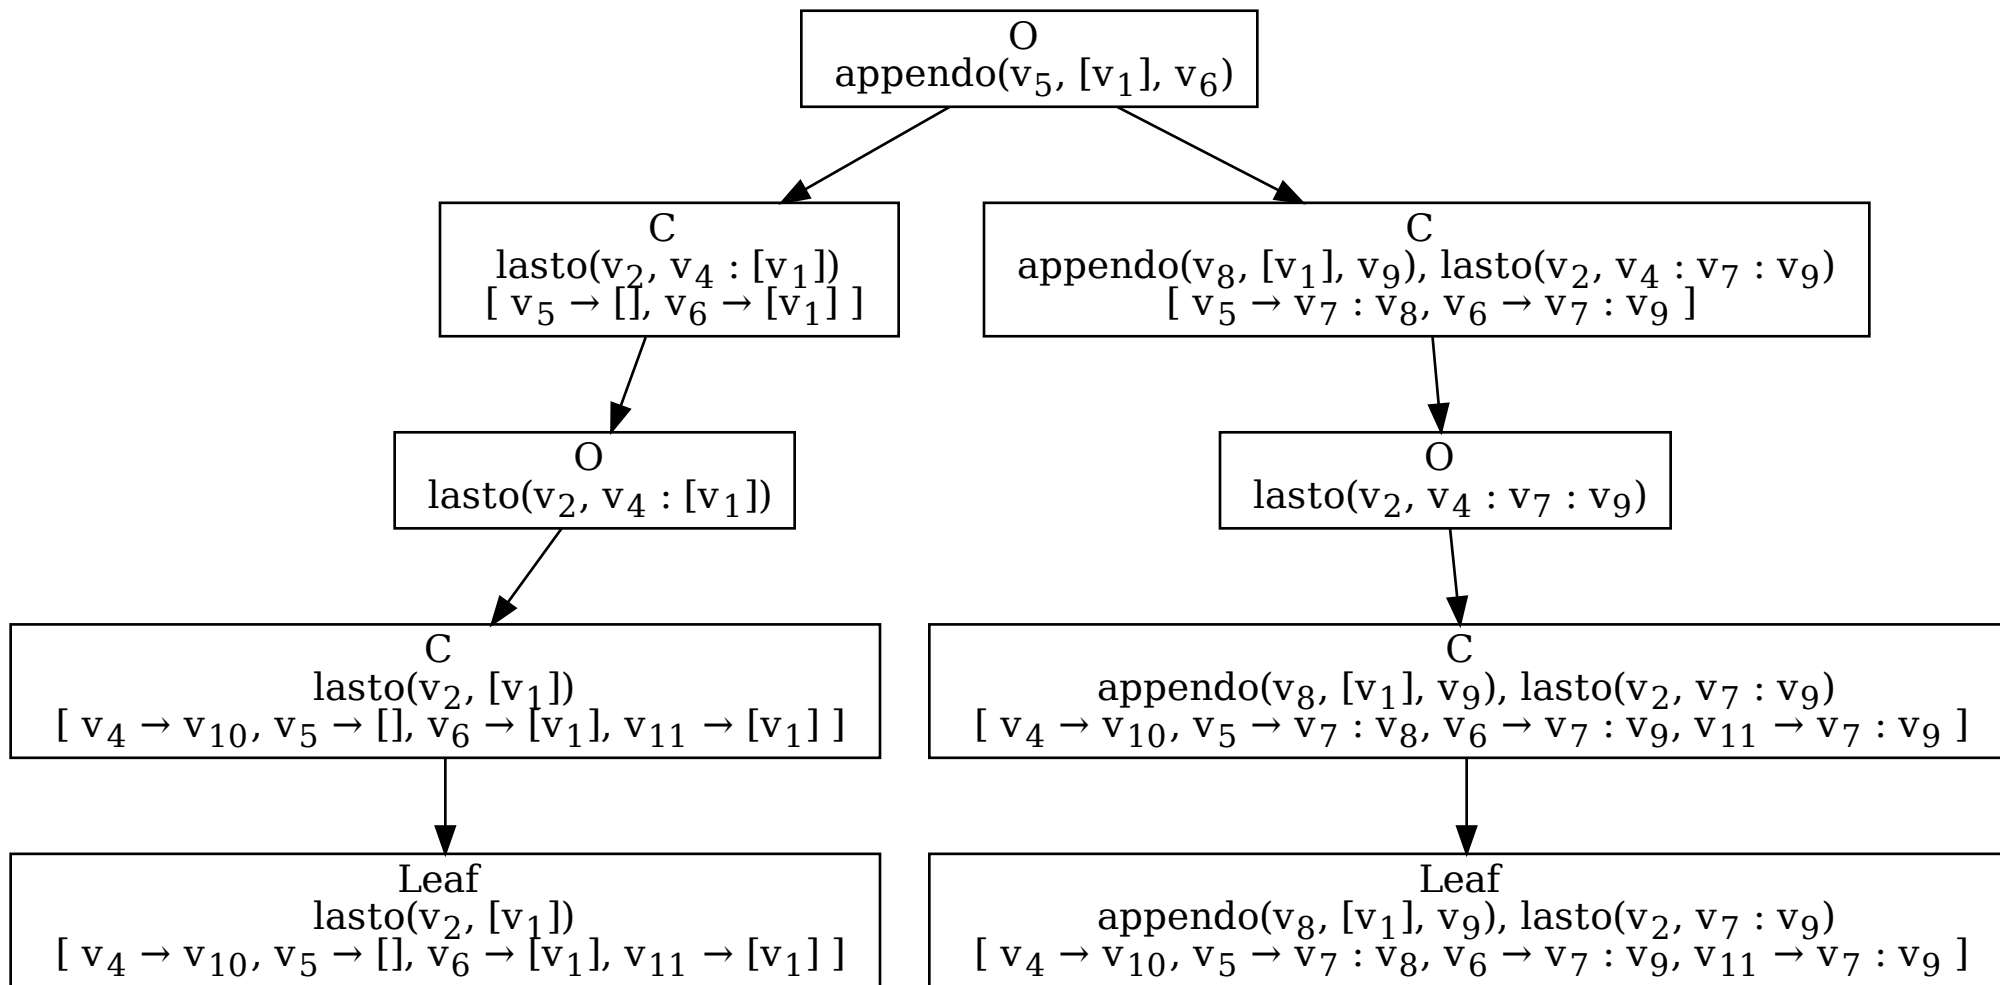 O
appendo(v₅, [v₁], v₆)
C
lasto(v₂, v₄ : [v₁])
[ v₅ → [], v₆ → [v₁] ]
C
appendo(v₈, [v₁], v₉), lasto(v₂, v₄ : v₇ : v₉)
[ v₅ → v₇ : v₈, v₆ → v₇ : v₉ ]
O
lasto(v₂, v₄ : [v₁])
O
lasto(v₂, v₄ : v₇ : v₉)
C
lasto(v₂, [v₁])
[ v₄ → v₁₀, v₅ → [], v₆ → [v₁], v₁₁ → [v₁] ]
C
appendo(v₈, [v₁], v₉), lasto(v₂, v₇ : v₉)
[ v₄ → v₁₀, v₅ → v₇ : v₈, v₆ → v₇ : v₉, v₁₁ → v₇ : v₉ ]
Leaf
lasto(v₂, [v₁])
[ v₄ → v₁₀, v₅ → [], v₆ → [v₁], v₁₁ → [v₁] ]
Leaf
appendo(v₈, [v₁], v₉), lasto(v₂, v₇ : v₉)
[ v₄ → v₁₀, v₅ → v₇ : v₈, v₆ → v₇ : v₉, v₁₁ → v₇ : v₉ ]